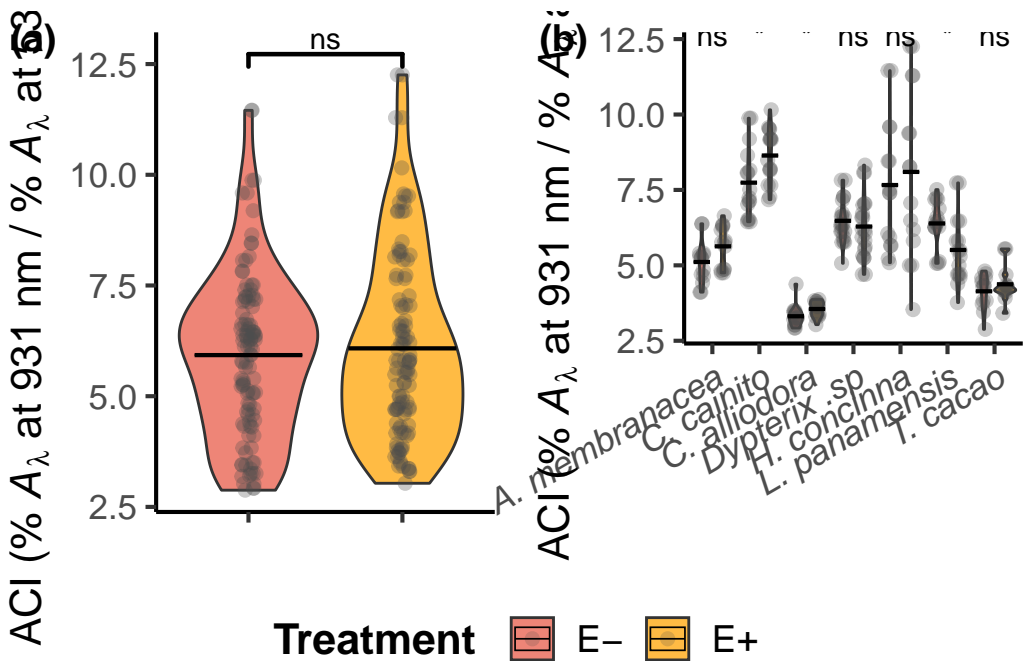 (a)
ACI (% Aλ at 931 nm / % Aλ at
ns
12.5
10.0
7.5
5.0
2.5
(b)
ACI (% Aλ at 931 nm / % Aλ
ns * * ns ns * ns
12.5
10.0
7.5
5.0
2.5
A. membranacea
C. cainito
C. alliodora
Dypterix .sp
H. concinna
L. panamensis
T. cacao
Treatment E− E+